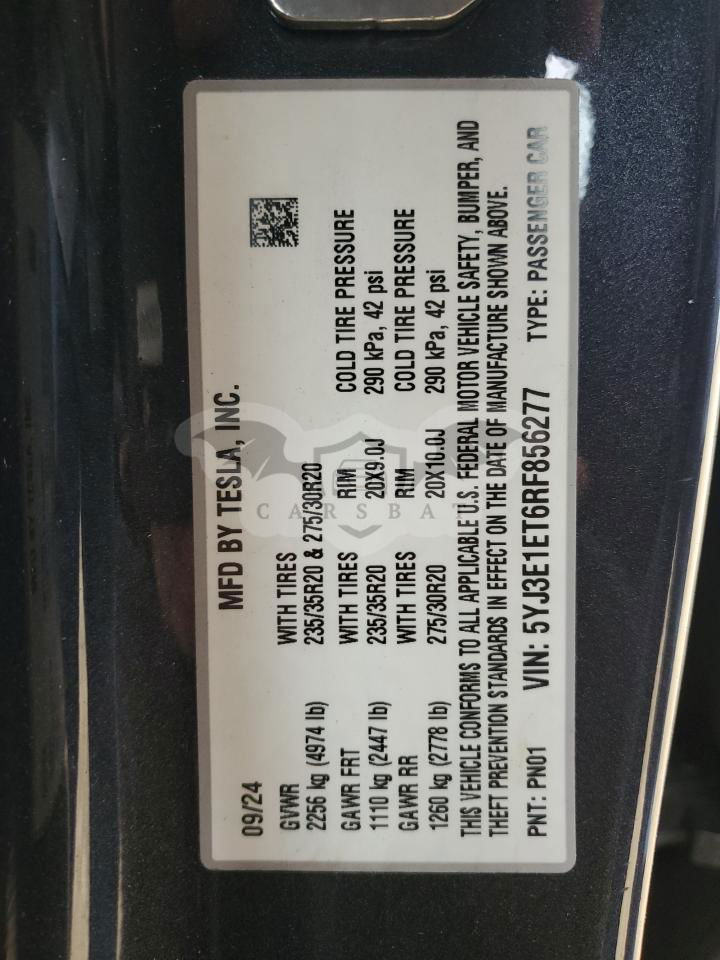 MFD BY TESLA, INC.
09/24
GVWR WITH TIRES
2256 kg (4974 lb) 235/35R20 & 275/30R20
GAWR FRT WITH TIRES RIM COLD TIRE PRESSURE
1110 kg (2447 lb) 235/35R20 20X9.0J 290 kPa, 42 psi
GAWR RR WITH TIRES RIM COLD TIRE PRESSURE
1260 kg (2778 lb) 275/30R20 20X10.0J 290 kPa, 42 psi
THIS VEHICLE CONFORMS TO ALL APPLICABLE U.S. FEDERAL MOTOR VEHICLE SAFETY, BUMPER, AND
THEFT PREVENTION STANDARDS IN EFFECT ON THE DATE OF MANUFACTURE SHOWN ABOVE.
PNT: PN01 VIN: 5YJ3E1ET6RF856277 TYPE: PASSENGER CAR
CARSBAT